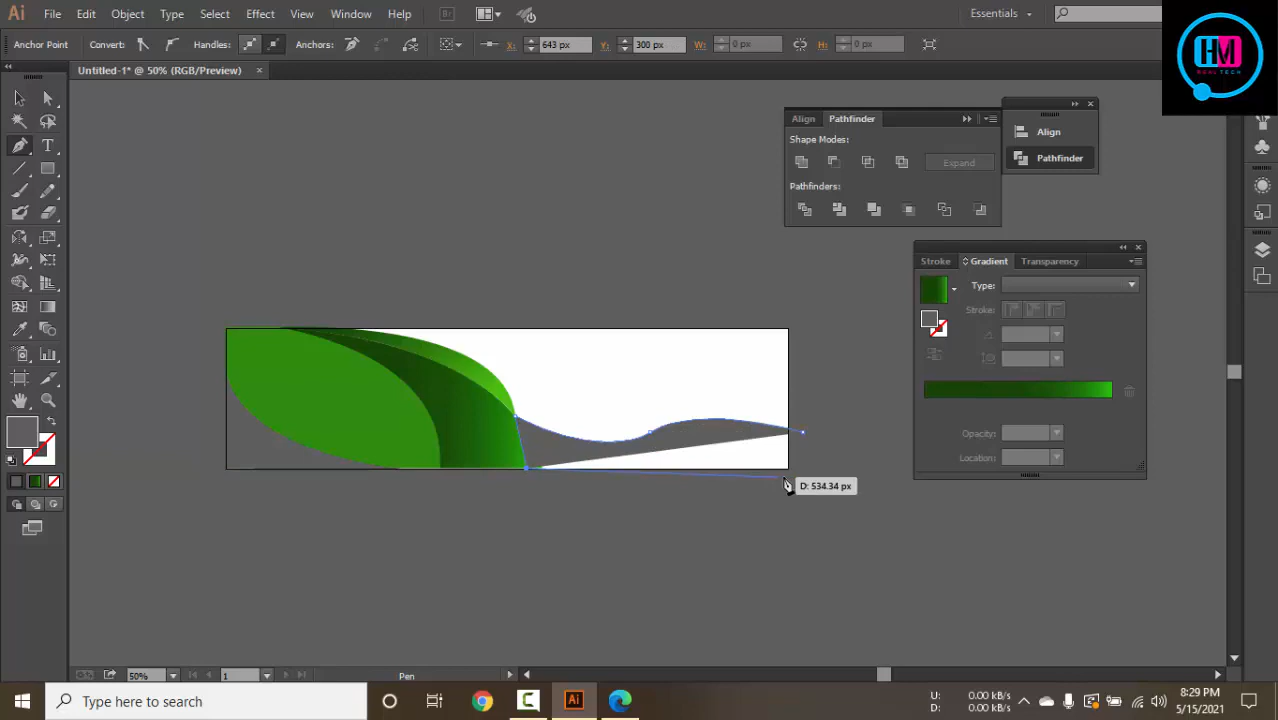 Ai File Edit Object Type Select Effect View Window Help Br Essentials
HM
REALTECH
Anchor Point Convert: Handles: Anchors: X: 643 px Y: 300 px W: 0 px H: 0 px
Untitled-1* @ 50% (RGB/Preview)
Align Pathfinder
Shape Modes:
Expand
Pathfinders:
Align
Pathfinder
Stroke Gradient Transparency
Type:
Stroke:
Opacity:
Location:
D: 534.34 px
50% 1 Pen
Type here to search
U: 0.00 kB/s
D: 0.00 kB/s
8:29 PM
5/15/2021